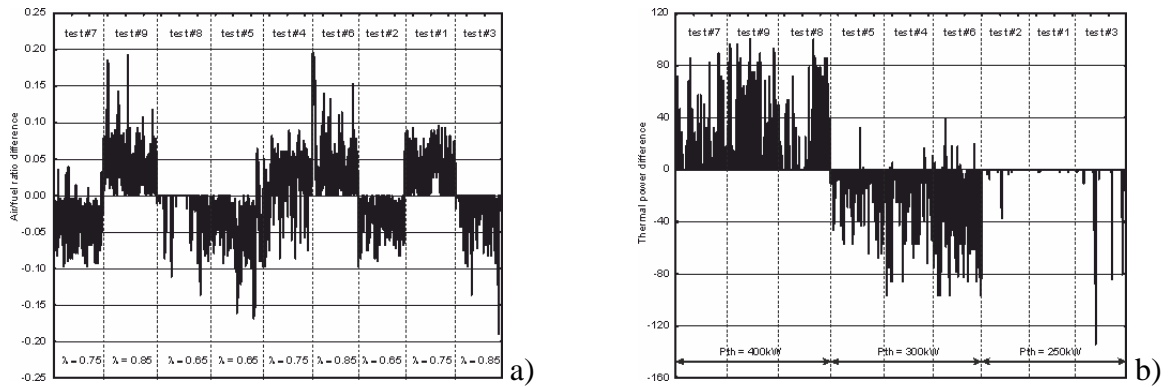 0.25
0.20
0.15
0.10
0.05
0.00
-0.05
-0.10
-0.15
-0.20
-0.25
Air/fuel ratio difference
test#7 test#9 test#8 test#5 test#4 test#6 test#2 test#1 test#3
λ = 0.75 λ = 0.85 λ = 0.65 λ = 0.65 λ = 0.75 λ = 0.85 λ = 0.65 λ = 0.75 λ = 0.85
a)
120
80
40
0
-40
-80
-120
-160
Thermal power difference
test#7 test#9 test#8 test#5 test#4 test#6 test#2 test#1 test#3
Pth = 400kW Pth = 300kW Pth = 250kW
b)